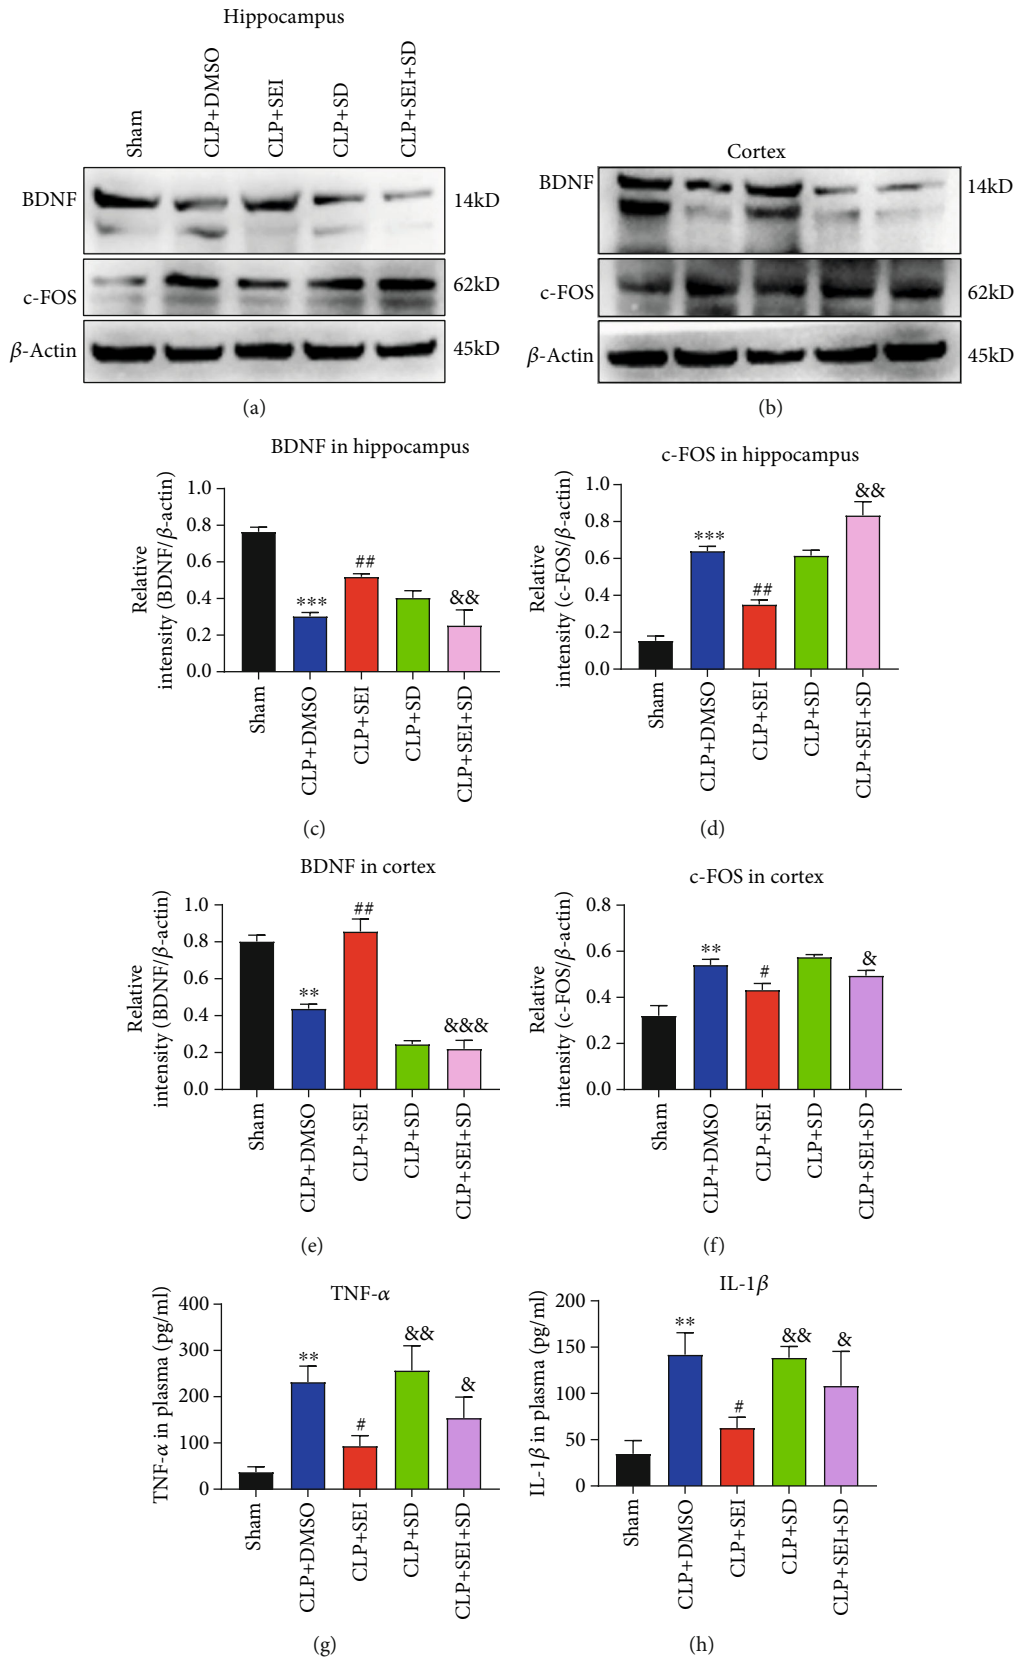 Hippocampus
Sham
CLP+DMSO
CLP+SEI
CLP+SD
CLP+SEI+SD
BDNF
14kD
c-FOS
62kD
β-Actin
45kD
(a)
Cortex
BDNF
14kD
c-FOS
62kD
β-Actin
45kD
(b)
BDNF in hippocampus
Relative
intensity (BDNF/β-actin)
1.0
0.8
0.6
0.4
0.2
0.0
***
##
&&
Sham
CLP+DMSO
CLP+SEI
CLP+SD
CLP+SEI+SD
(c)
c-FOS in hippocampus
Relative
intensity (c-FOS/β-actin)
1.0
0.8
0.6
0.4
0.2
0.0
***
##
&&
Sham
CLP+DMSO
CLP+SEI
CLP+SD
CLP+SEI+SD
(d)
BDNF in cortex
Relative
intensity (BDNF/β-actin)
1.0
0.8
0.6
0.4
0.2
0.0
**
##
&&&
Sham
CLP+DMSO
CLP+SEI
CLP+SD
CLP+SEI+SD
(e)
c-FOS in cortex
Relative
intensity (c-FOS/β-actin)
0.8
0.6
0.4
0.2
0.0
**
#
&
Sham
CLP+DMSO
CLP+SEI
CLP+SD
CLP+SEI+SD
(f)
TNF-α
TNF-α in plasma (pg/ml)
400
300
200
100
0
**
#
&&
&
Sham
CLP+DMSO
CLP+SEI
CLP+SD
CLP+SEI+SD
(g)
IL-1β
IL-1β in plasma (pg/ml)
200
150
100
50
0
**
#
&&
&
Sham
CLP+DMSO
CLP+SEI
CLP+SD
CLP+SEI+SD
(h)